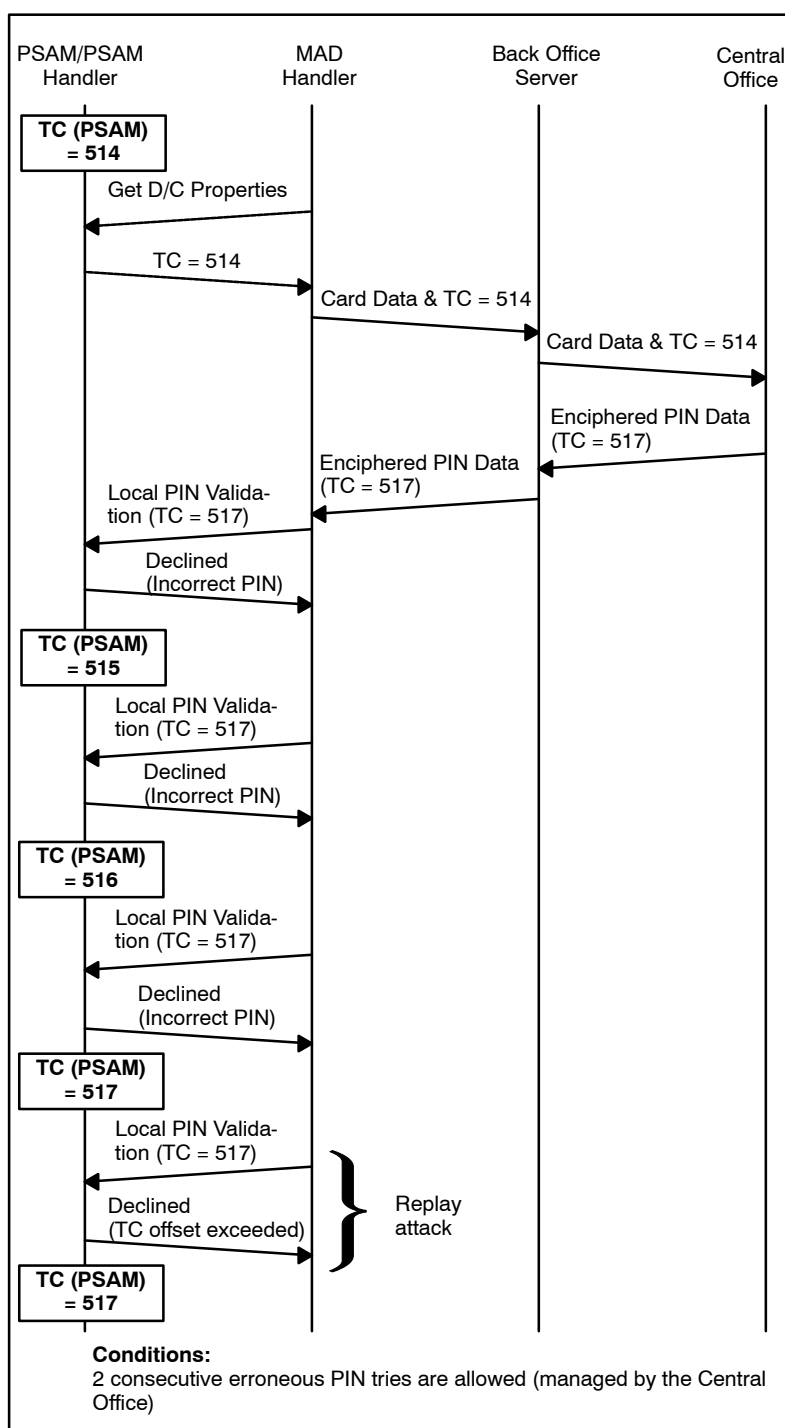 PSAM/PSAM
Handler
MAD
Handler
Back Office
Server
Central
Office
TC (PSAM)
= 514
Get D/C Properties
TC = 514
Card Data & TC = 514
Card Data & TC = 514
Enciphered PIN Data
(TC = 517)
Enciphered PIN Data
(TC = 517)
Local PIN Valida-
tion (TC = 517)
Declined
(Incorrect PIN)
TC (PSAM)
= 515
Local PIN Valida-
tion (TC = 517)
Declined
(Incorrect PIN)
TC (PSAM)
= 516
Local PIN Valida-
tion (TC = 517)
Declined
(Incorrect PIN)
TC (PSAM)
= 517
Local PIN Valida-
tion (TC = 517)
Declined
(TC offset exceeded)
Replay
attack
TC (PSAM)
= 517
Conditions:
2 consecutive erroneous PIN tries are allowed (managed by the Central
Office)